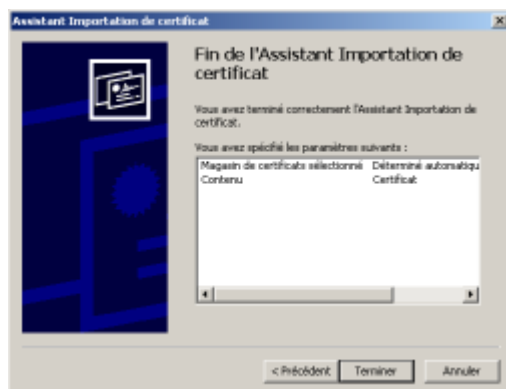 Assistant Importation de certificat
Fin de l'Assistant Importation de
certificat
Vous avez terminé correctement l'Assistant Importation de
certificat.
Vous avez spécifié les paramètres suivants :
Magasin de certificats sélectionné Déterminé automatiqu
Contenu Certificat
< Précédent Terminer Annuler